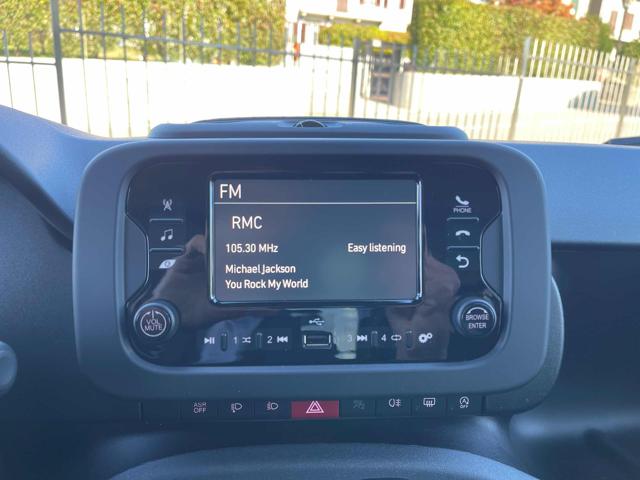 FM
RMC
105.30 MHz Easy listening
Michael Jackson
You Rock My World
PHONE
VOL
MUTE
BROWSE
ENTER
1 2 3 4
ASR
OFF
OFF